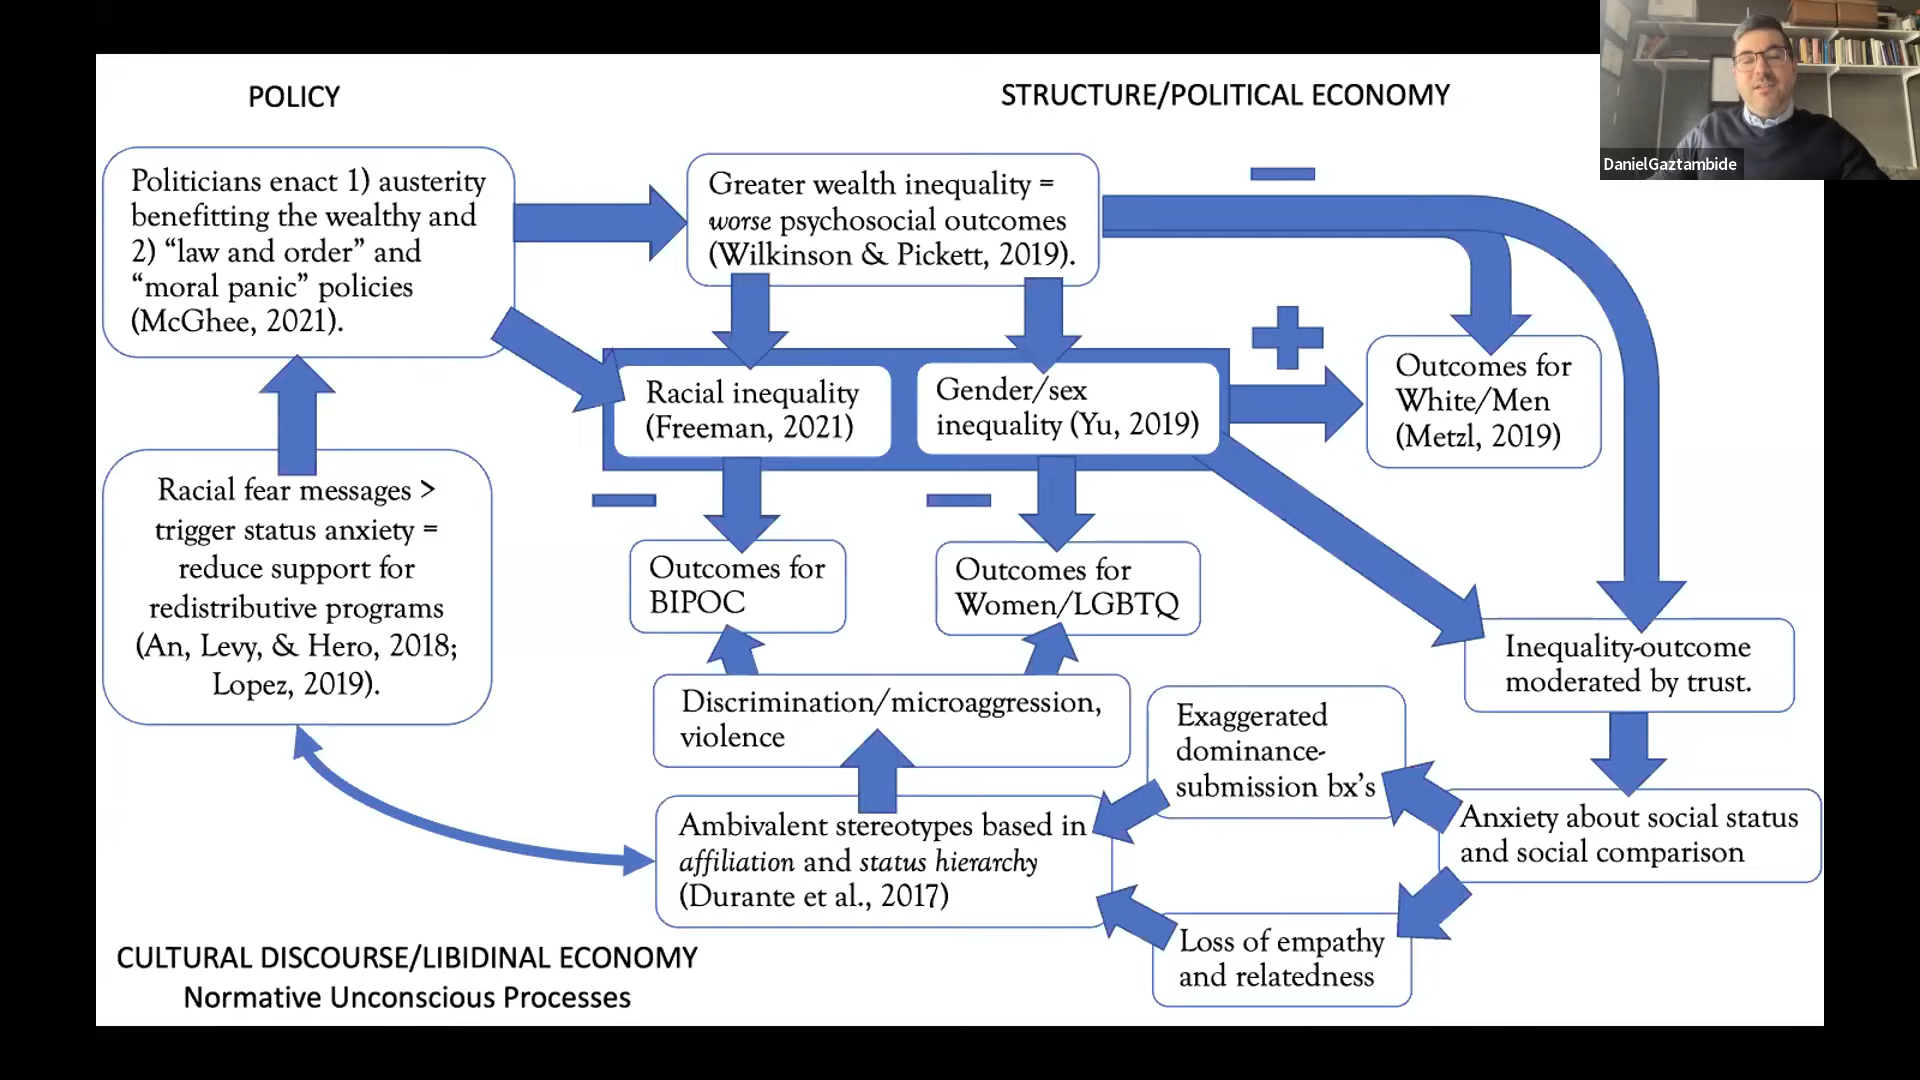 POLICY
STRUCTURE/POLITICAL ECONOMY
DanielGaztambide
Politicians enact 1) austerity
benefitting the wealthy and
2) “law and order” and
“moral panic” policies
(McGhee, 2021).
Greater wealth inequality =
worse psychosocial outcomes
(Wilkinson & Pickett, 2019).
Racial inequality
(Freeman, 2021)
Gender/sex
inequality (Yu, 2019)
Outcomes for
White/Men
(Metzl, 2019)
Racial fear messages >
trigger status anxiety =
reduce support for
redistributive programs
(An, Levy, & Hero, 2018;
Lopez, 2019).
Outcomes for
BIPOC
Outcomes for
Women/LGBTQ
Inequality-outcome
moderated by trust.
Discrimination/microaggression,
violence
Exaggerated
dominance-
submission bx’s
Anxiety about social status
and social comparison
Ambivalent stereotypes based in
affiliation and status hierarchy
(Durante et al., 2017)
Loss of empathy
and relatedness
CULTURAL DISCOURSE/LIBIDINAL ECONOMY
Normative Unconscious Processes